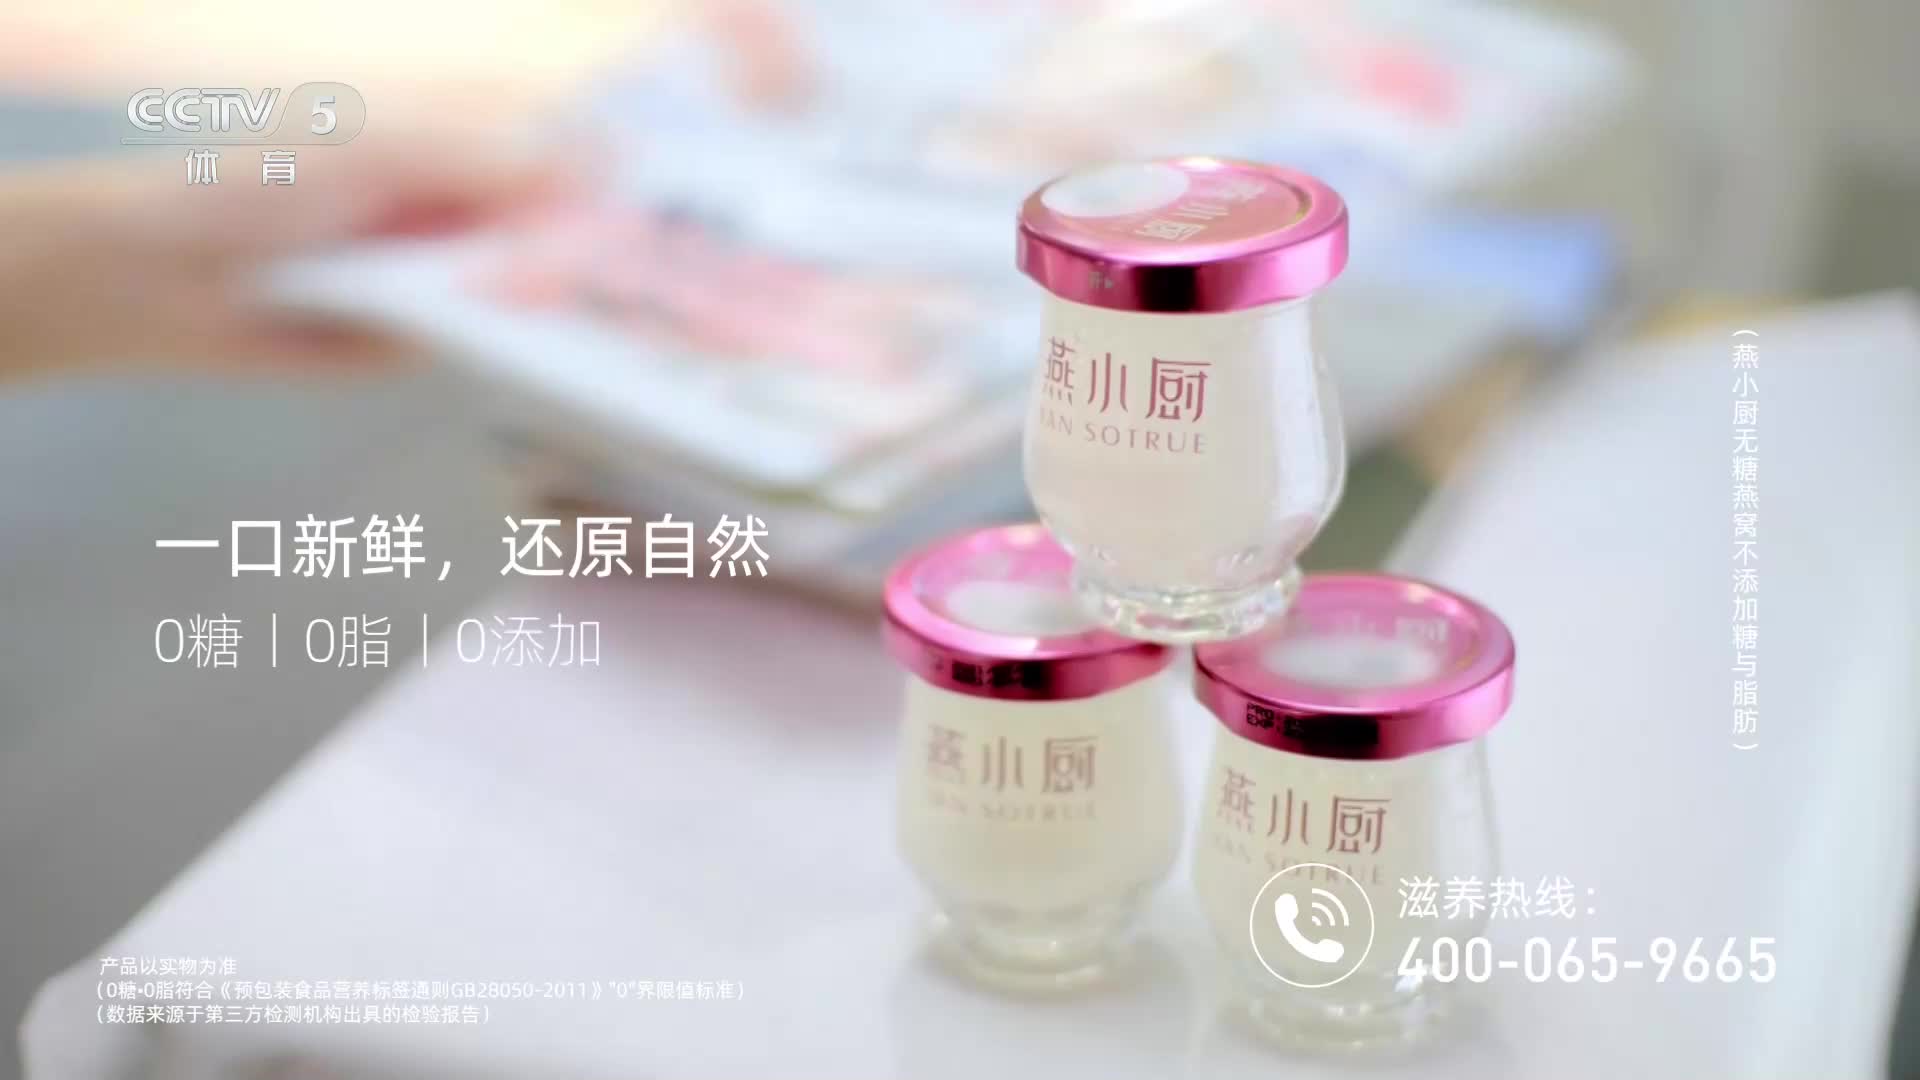 CCTV 5
体 育
燕小厨
燕小厨
YAN SOTRUE
(燕小厨无糖燕窝不添加糖与脂肪)
一口新鲜，还原自然
0糖｜0脂｜0添加
燕小厨
YAN SOTRUE
燕小厨
YAN SOTRUE
滋养热线：
400-065-9665
产品以实物为准
(0糖·0脂符合《预包装食品营养标签通则GB28050-2011》"0"界限值标准)
(数据来源于第三方检测机构出具的检验报告)